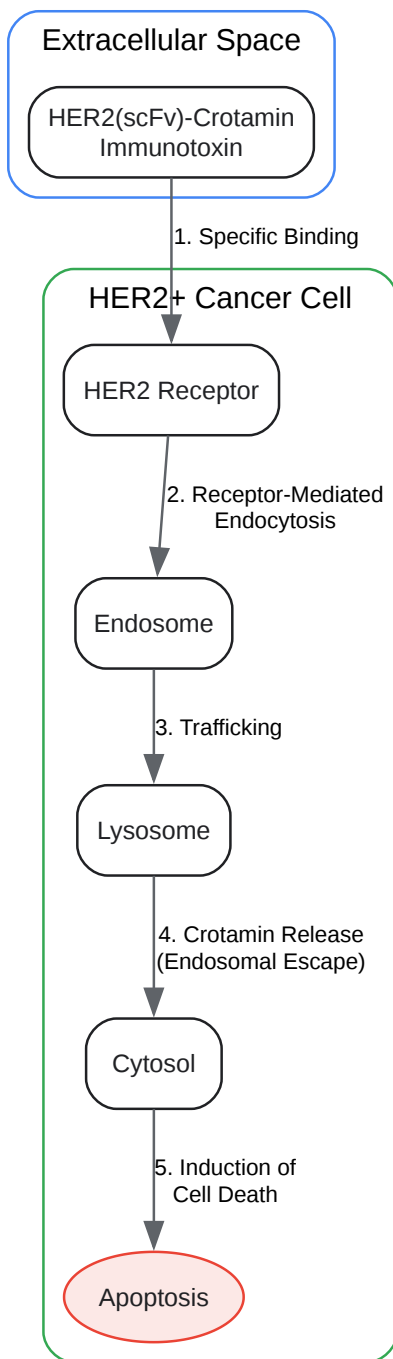 Extracellular Space
HER2(scFv)-Crotamin
Immunotoxin
1. Specific Binding
HER2+ Cancer Cell
HER2 Receptor
2. Receptor-Mediated
Endocytosis
Endosome
3. Trafficking
Lysosome
4. Crotamin Release
(Endosomal Escape)
Cytosol
5. Induction of
Cell Death
Apoptosis